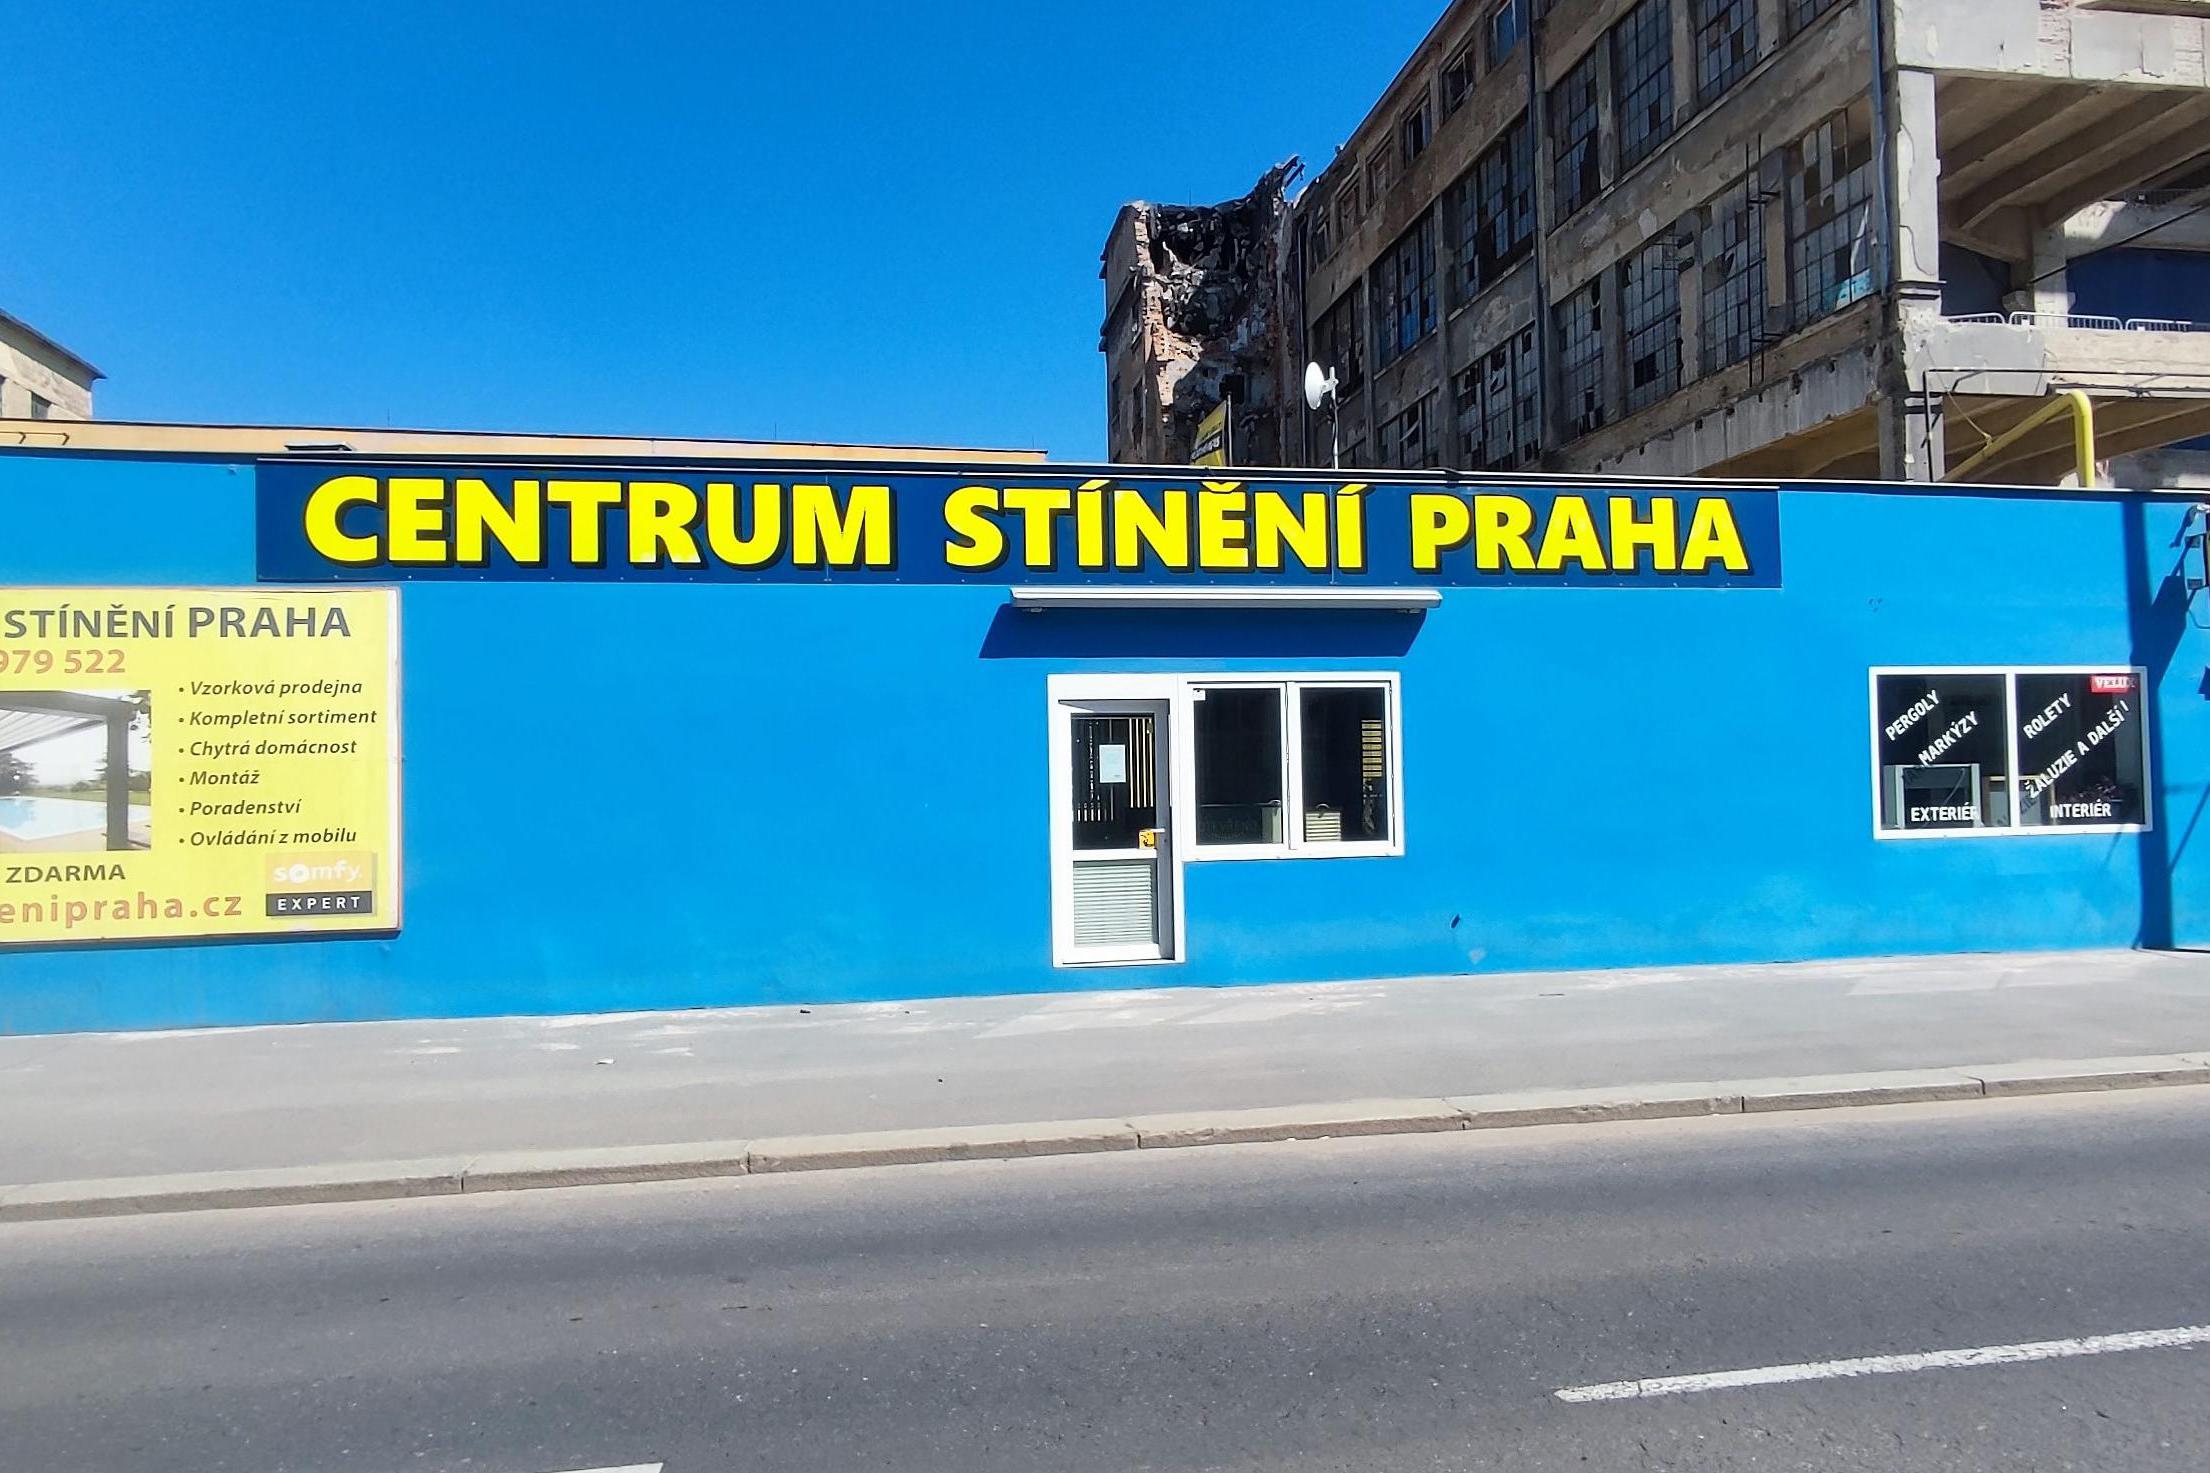 CENTRUM STÍNĚNÍ PRAHA
STÍNĚNÍ PRAHA
979 522
• Vzorková prodejna
• Kompletní sortiment
• Chytrá domácnost
• Montáž
• Poradenství
• Ovládání z mobilu
ZDARMA
enipraha.cz
somfy.
EXPERT
PERGOLY
MARKÝZY
EXTERIÉR
VELUX
ROLETY
ŽALUZIE A DALŠÍ !
INTERIÉR